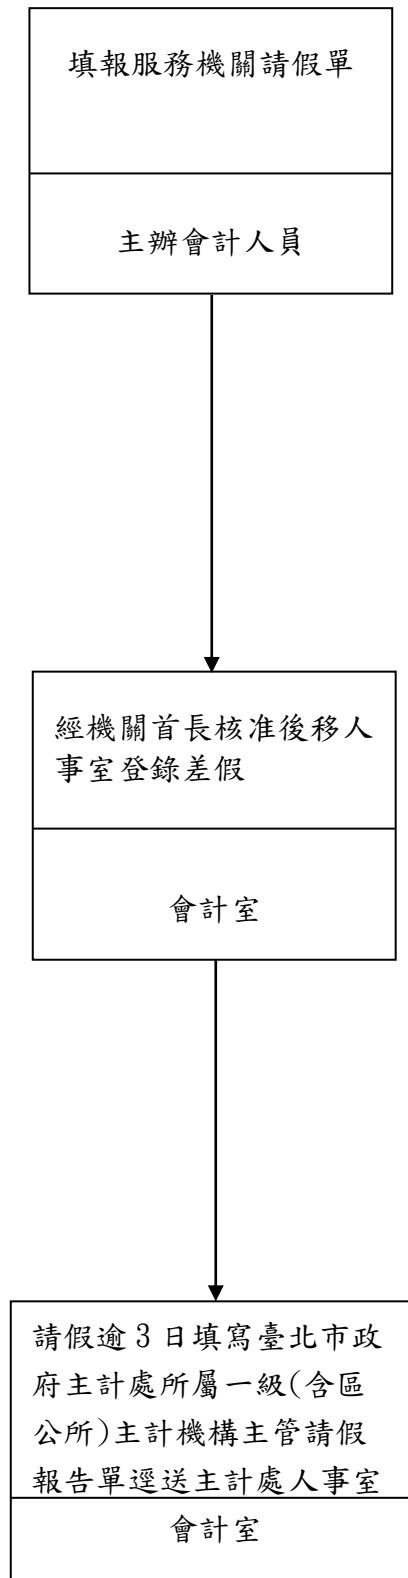 填報服務機關請假單
主辦會計人員
經機關首長核准後移人
事室登錄差假
會計室
請假逾3日填寫臺北市政
府主計處所屬一級(含區
公所)主計機構主管請假
報告單逕送主計處人事室
會計室